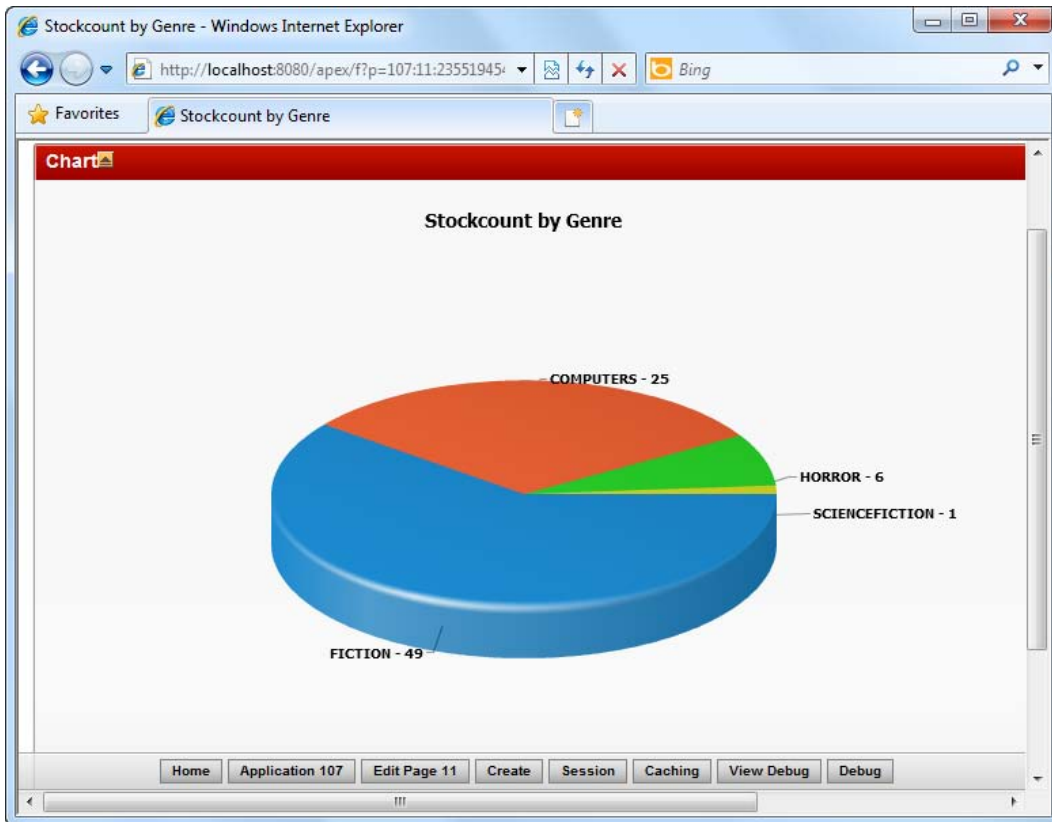 Stockcount by Genre - Windows Internet Explorer
http://localhost:8080/apex/f?p=107:11:235519454
Bing
Favorites
Stockcount by Genre
Chart
Stockcount by Genre
COMPUTERS - 25
HORROR - 6
SCIENCEFICTION - 1
FICTION - 49
Home Application 107 Edit Page 11 Create Session Caching View Debug Debug